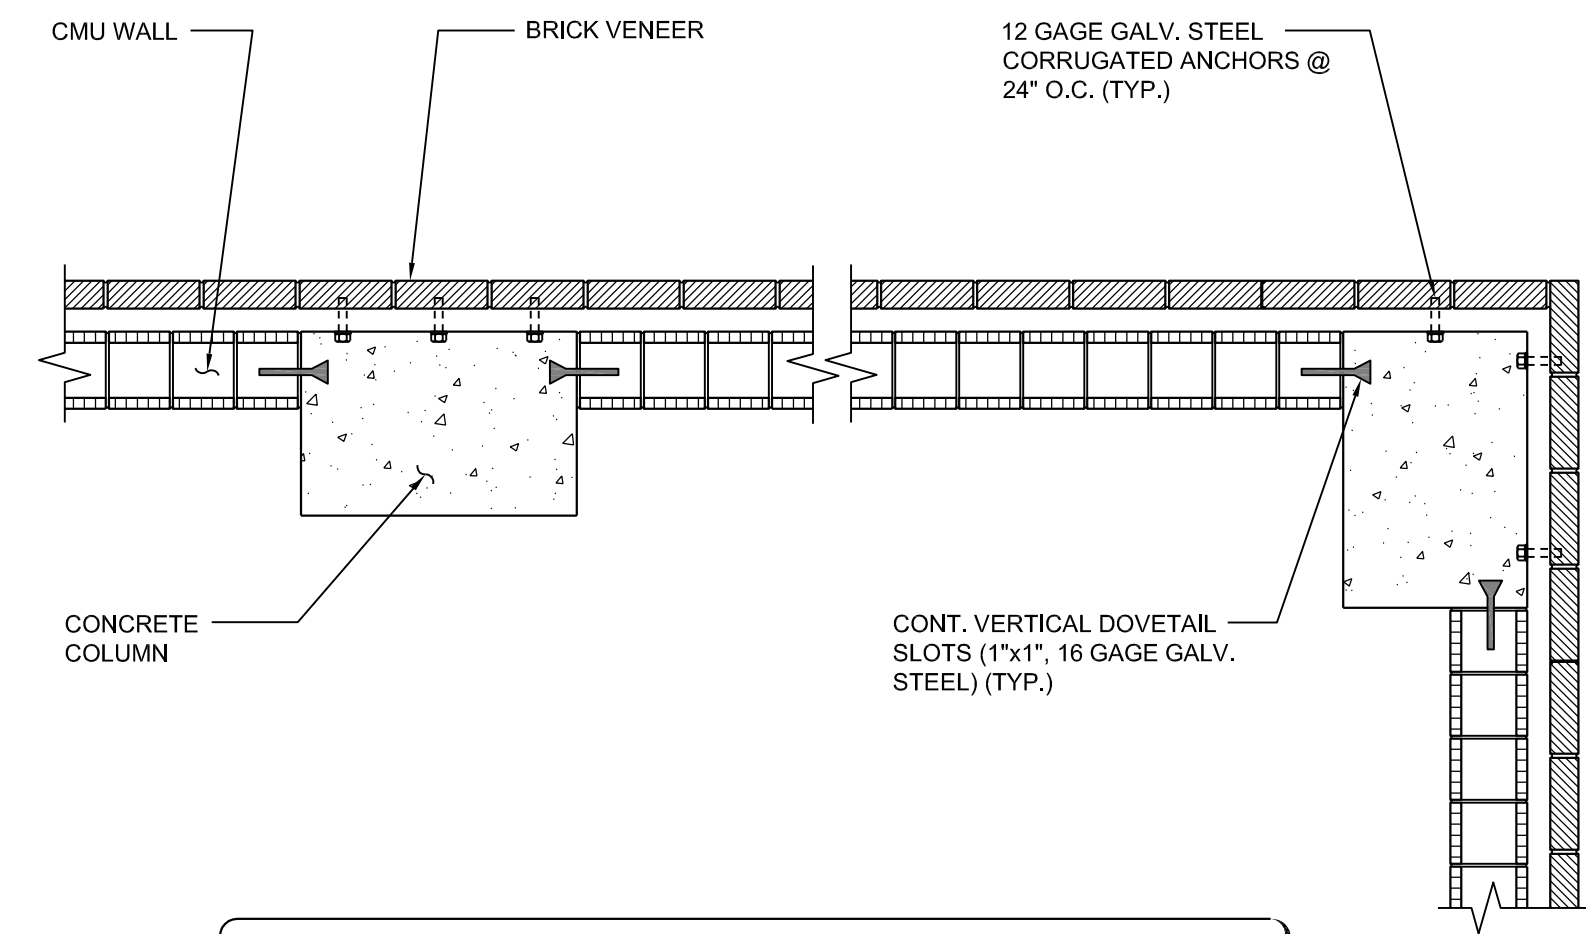 CMU WALL
BRICK VENEER
12 GAGE GALV. STEEL
CORRUGATED ANCHORS @
24" O.C. (TYP.)
CONCRETE
COLUMN
CONT. VERTICAL DOVETAIL
SLOTS (1"x1", 16 GAGE GALV.
STEEL) (TYP.)